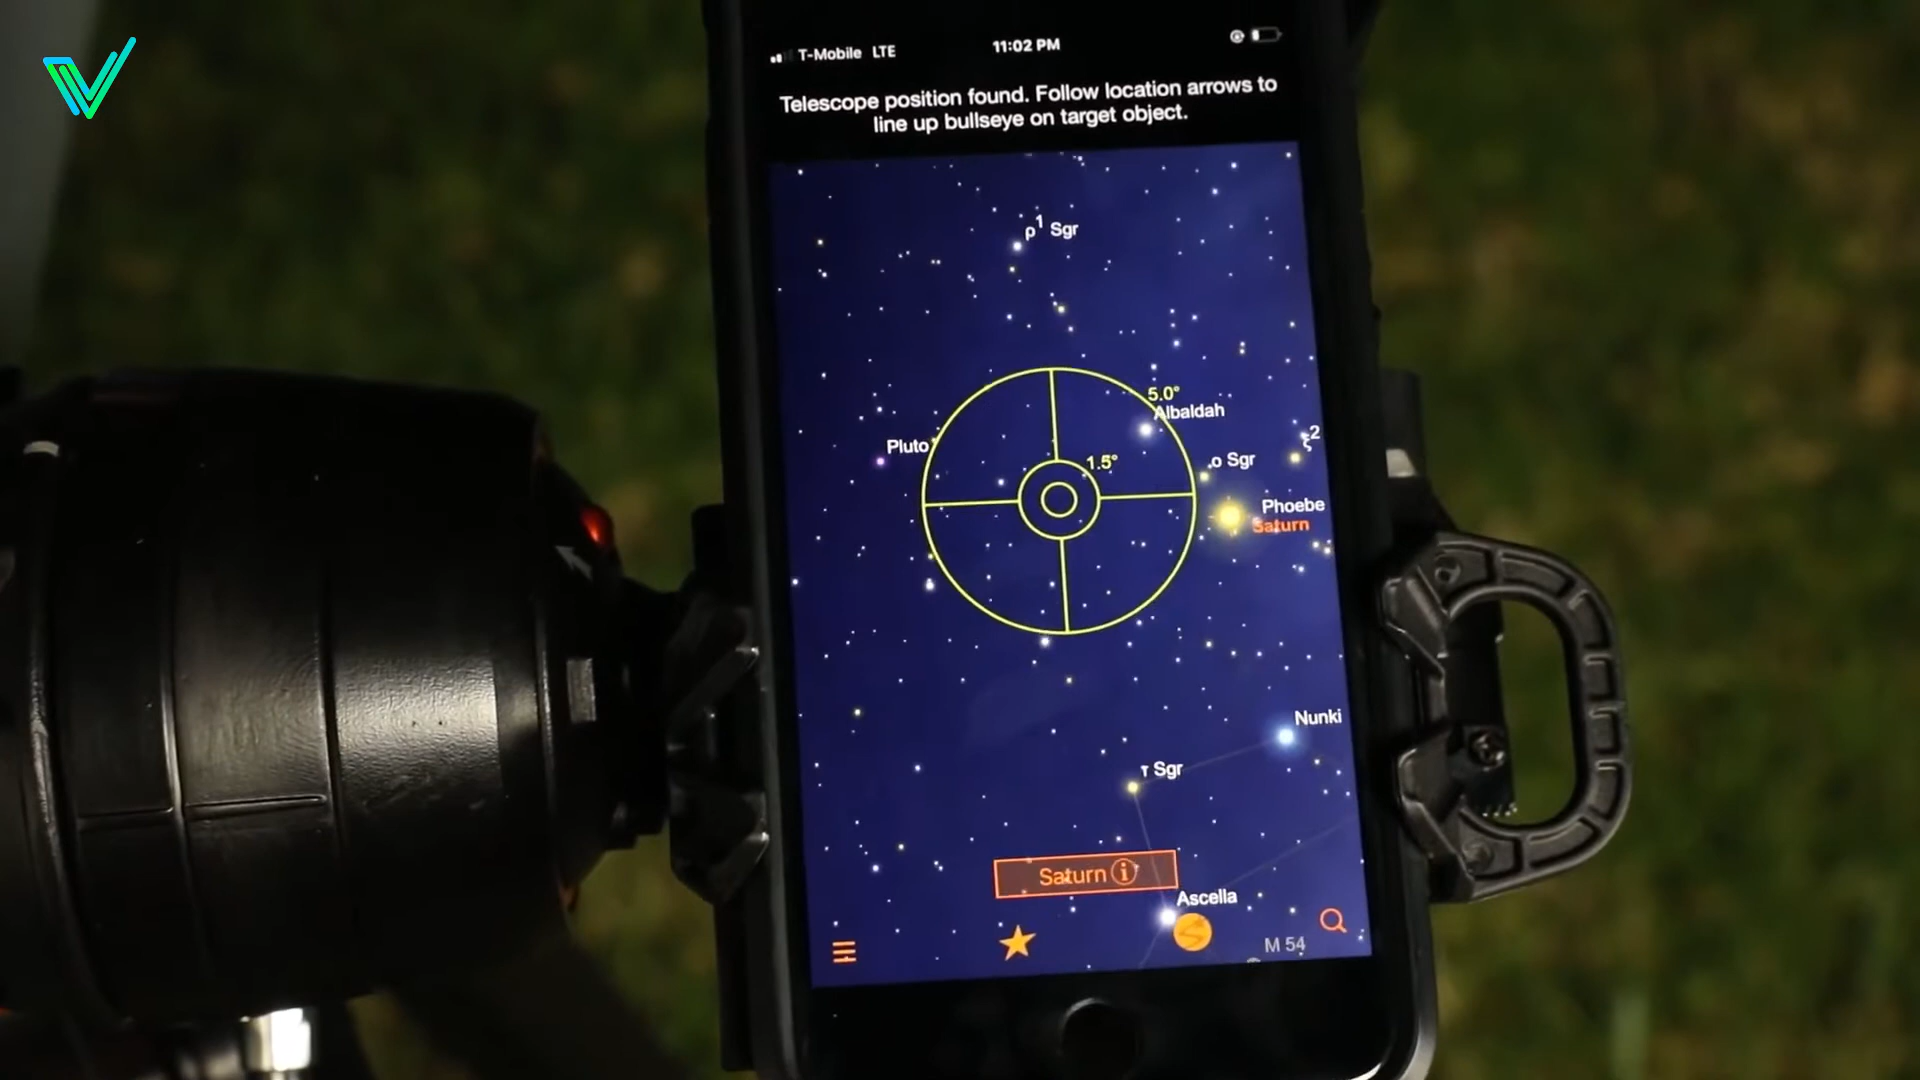 T-Mobile LTE 11:02 PM
Telescope position found. Follow location arrows to
line up bullseye on target object.
ρ¹ Sgr
5.0°
Albaldah
Pluto
1.5°
ξ²
ο Sgr
Phoebe
Saturn
Nunki
τ Sgr
Saturn ⓘ
Ascella
M 54